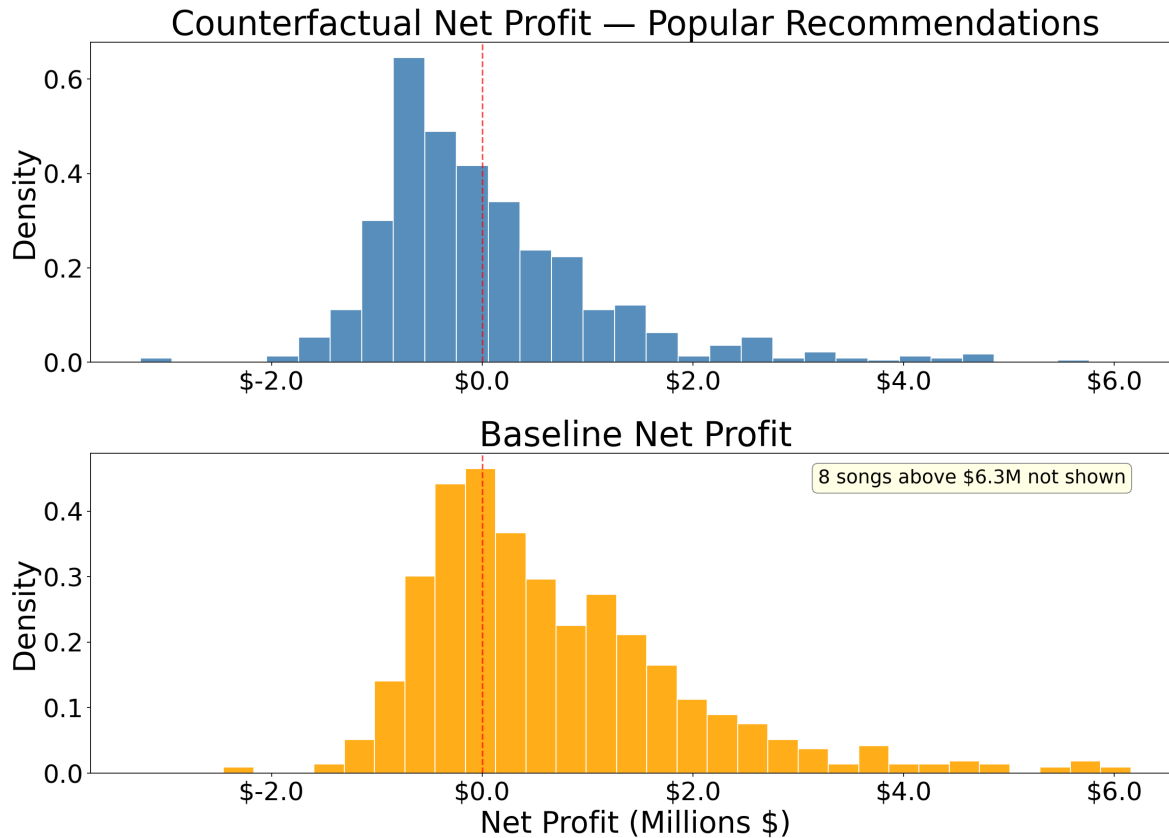 Counterfactual Net Profit — Popular Recommendations
Density
0.6
0.4
0.2
0.0
$-2.0 $0.0 $2.0 $4.0 $6.0
Baseline Net Profit
8 songs above $6.3M not shown
Density
0.4
0.3
0.2
0.1
0.0
$-2.0 $0.0 $2.0 $4.0 $6.0
Net Profit (Millions $)